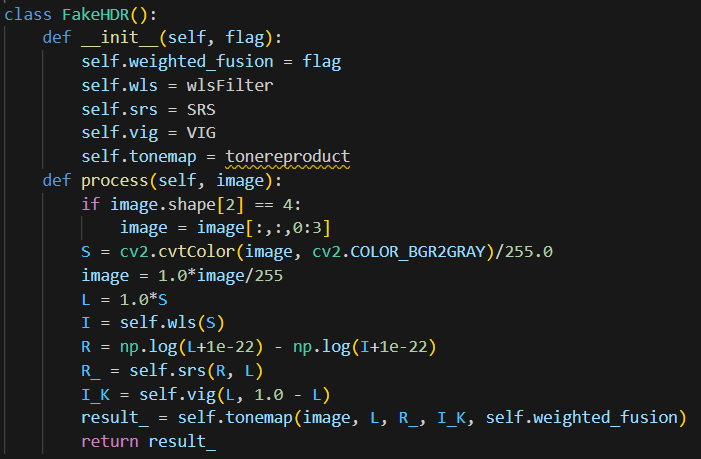 class FakeHDR():
    def __init__(self, flag):
        self.weighted_fusion = flag
        self.wls = wlsFilter
        self.srs = SRS
        self.vig = VIG
        self.tonemap = tonereproduct
    def process(self, image):
        if image.shape[2] == 4:
            image = image[:,:,0:3]
        S = cv2.cvtColor(image, cv2.COLOR_BGR2GRAY)/255.0
        image = 1.0*image/255
        L = 1.0*S
        I = self.wls(S)
        R = np.log(L+1e-22) - np.log(I+1e-22)
        R_ = self.srs(R, L)
        I_K = self.vig(L, 1.0 - L)
        result_ = self.tonemap(image, L, R_, I_K, self.weighted_fusion)
        return result_